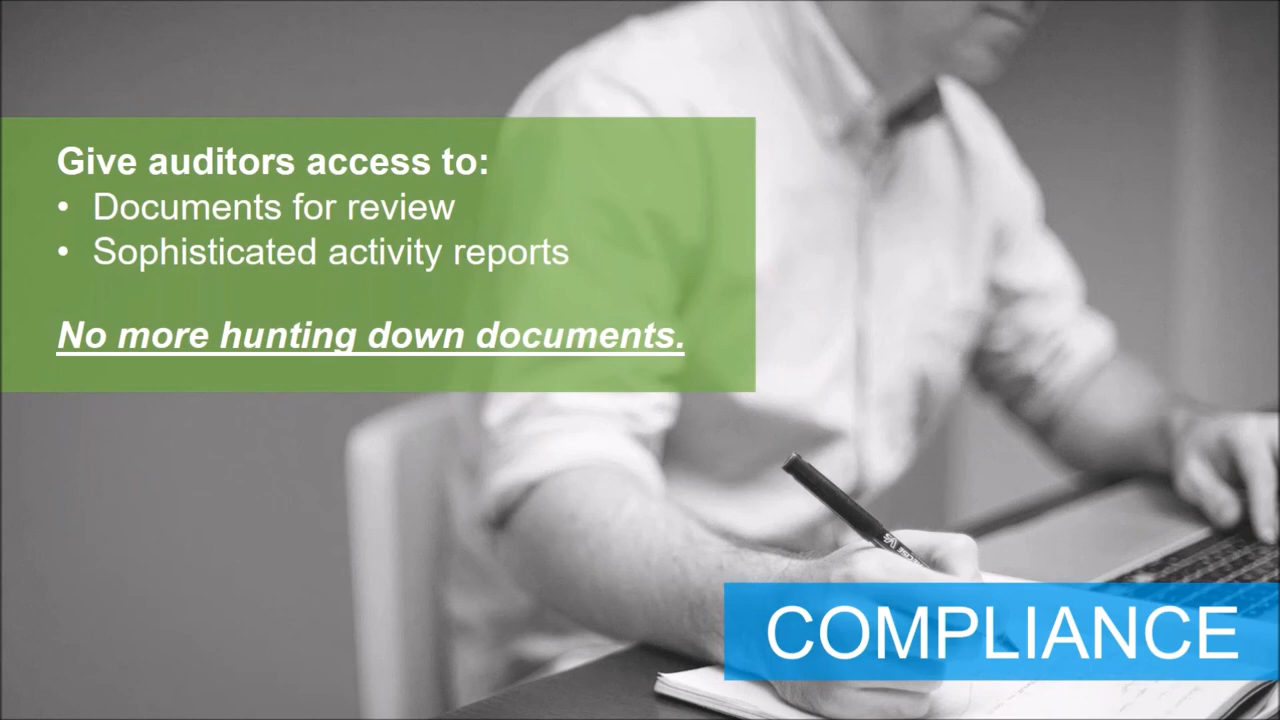 Give auditors access to:
• Documents for review
• Sophisticated activity reports
No more hunting down documents.
COMPLIANCE